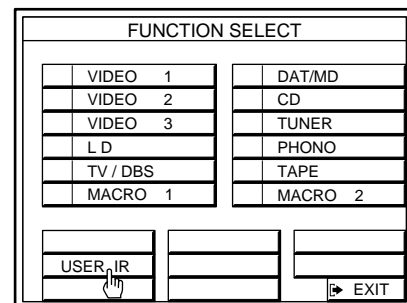 FUNCTION SELECT
VIDEO 1
VIDEO 2
VIDEO 3
L D
TV / DBS
MACRO 1
DAT/MD
CD
TUNER
PHONO
TAPE
MACRO 2
USER IR
EXIT